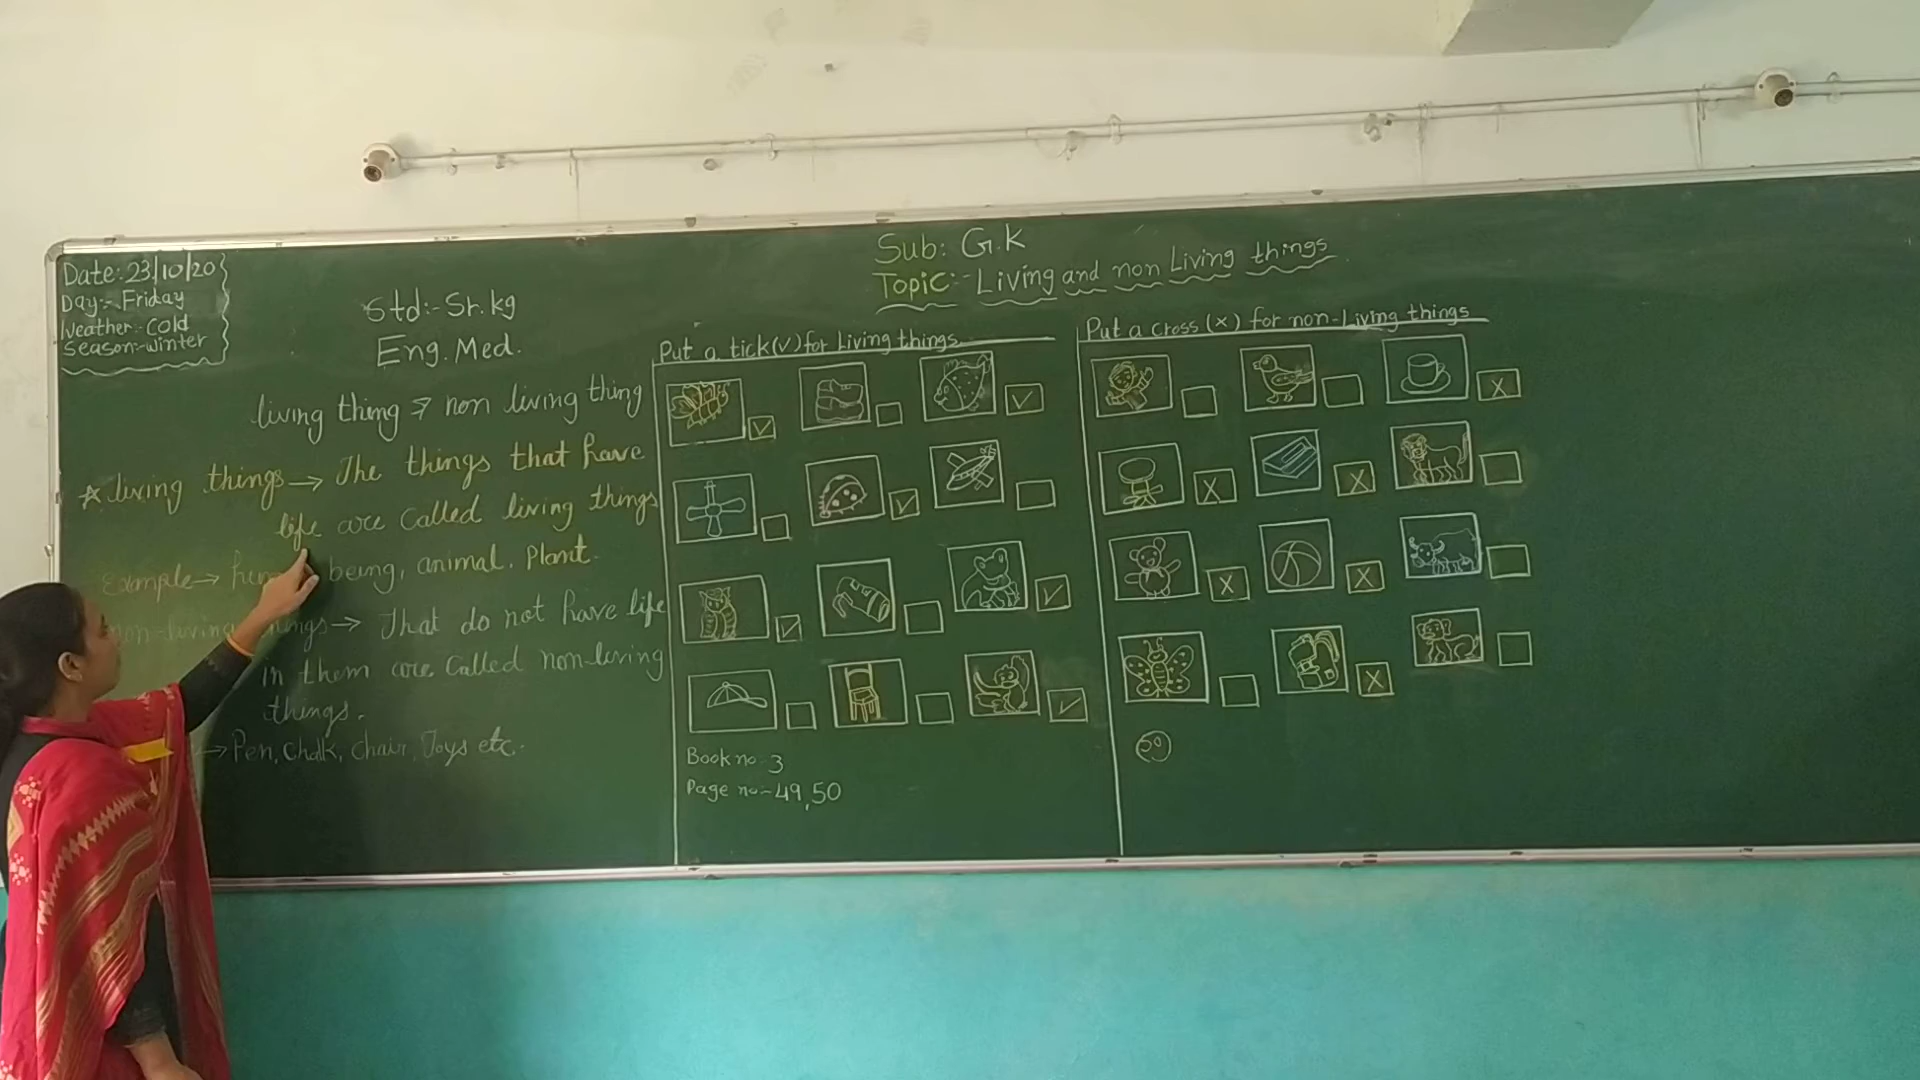 Date:-23/10/20
Day:-Friday
Weather:-Cold
Season:-winter
Std:-Sr.kg
Eng.Med.
Sub: G.K
Topic:-Living and non Living things
living thing & non living thing
☆ living things → The things that have
life are called living things
Example → being, animal, Plant.
non-living things → That do not have life
in them are called non-living
things.
→ Pen, chalk, chair, Toys etc.
Put a tick(√) for Living things
Book no-3
Page no-49,50
Put a cross (x) for non-Living things
50